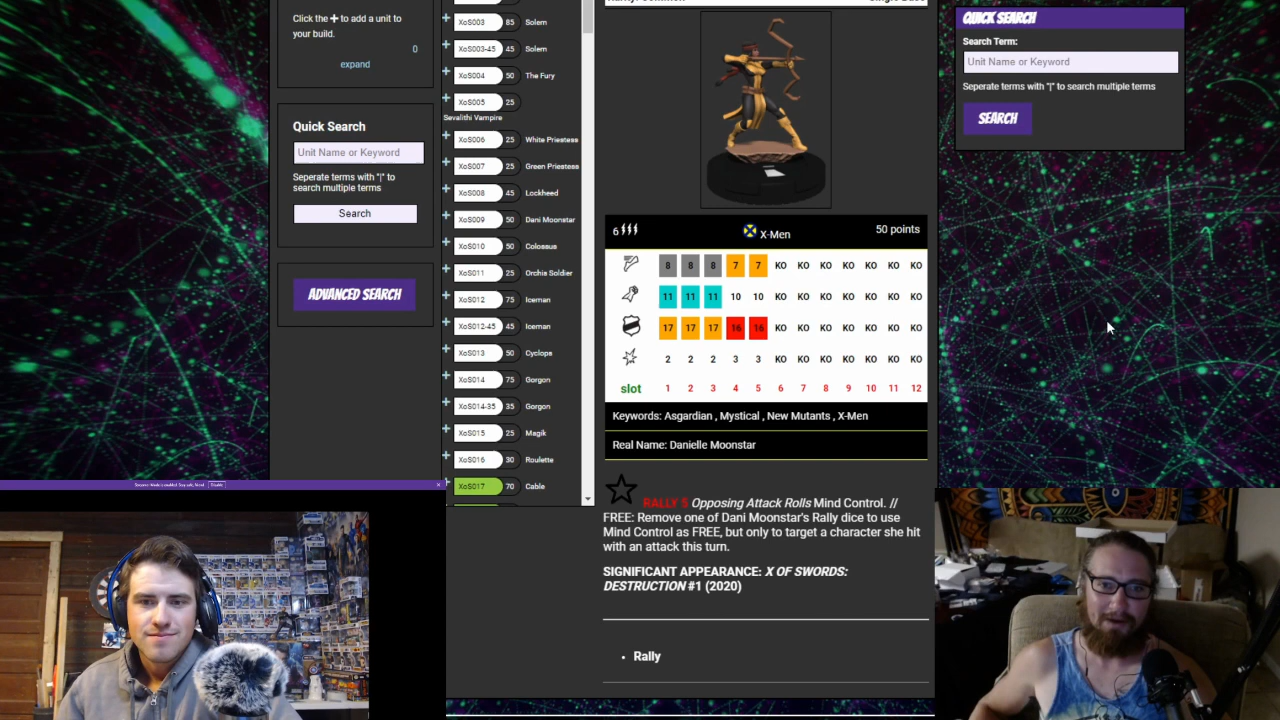 Click the + to add a unit to
your build.
0
expand
Quick Search
Unit Name or Keyword
Seperate terms with "|" to
search multiple terms
Search
ADVANCED SEARCH
XoS003 85 Solem
XoS003-45 45 Solem
XoS004 50 The Fury
XoS005 25
Sevalithi Vampire
XoS006 25 White Priestess
XoS007 25 Green Priestess
XoS008 45 Lockheed
XoS009 50 Dani Moonstar
XoS010 50 Colossus
XoS011 25 Orchis Soldier
XoS012 75 Iceman
XoS012-45 45 Iceman
XoS013 50 Cyclops
XoS014 75 Gorgon
XoS014-35 35 Gorgon
XoS015 25 Magik
XoS016 30 Roulette
XoS017 70 Cable
6 X-Men 50 points
8 8 8 7 7 KO KO KO KO KO KO KO
11 11 11 10 10 KO KO KO KO KO KO KO
17 17 17 16 16 KO KO KO KO KO KO KO
2 2 2 3 3 KO KO KO KO KO KO KO
slot 1 2 3 4 5 6 7 8 9 10 11 12
Keywords: Asgardian , Mystical , New Mutants , X-Men
Real Name: Danielle Moonstar
RALLY 5 Opposing Attack Rolls Mind Control. //
FREE: Remove one of Dani Moonstar's Rally dice to use
Mind Control as FREE, but only to target a character she hit
with an attack this turn.
SIGNIFICANT APPEARANCE: X OF SWORDS:
DESTRUCTION #1 (2020)
• Rally
QUICK SEARCH
Search Term:
Unit Name or Keyword
Seperate terms with "|" to search multiple terms
SEARCH